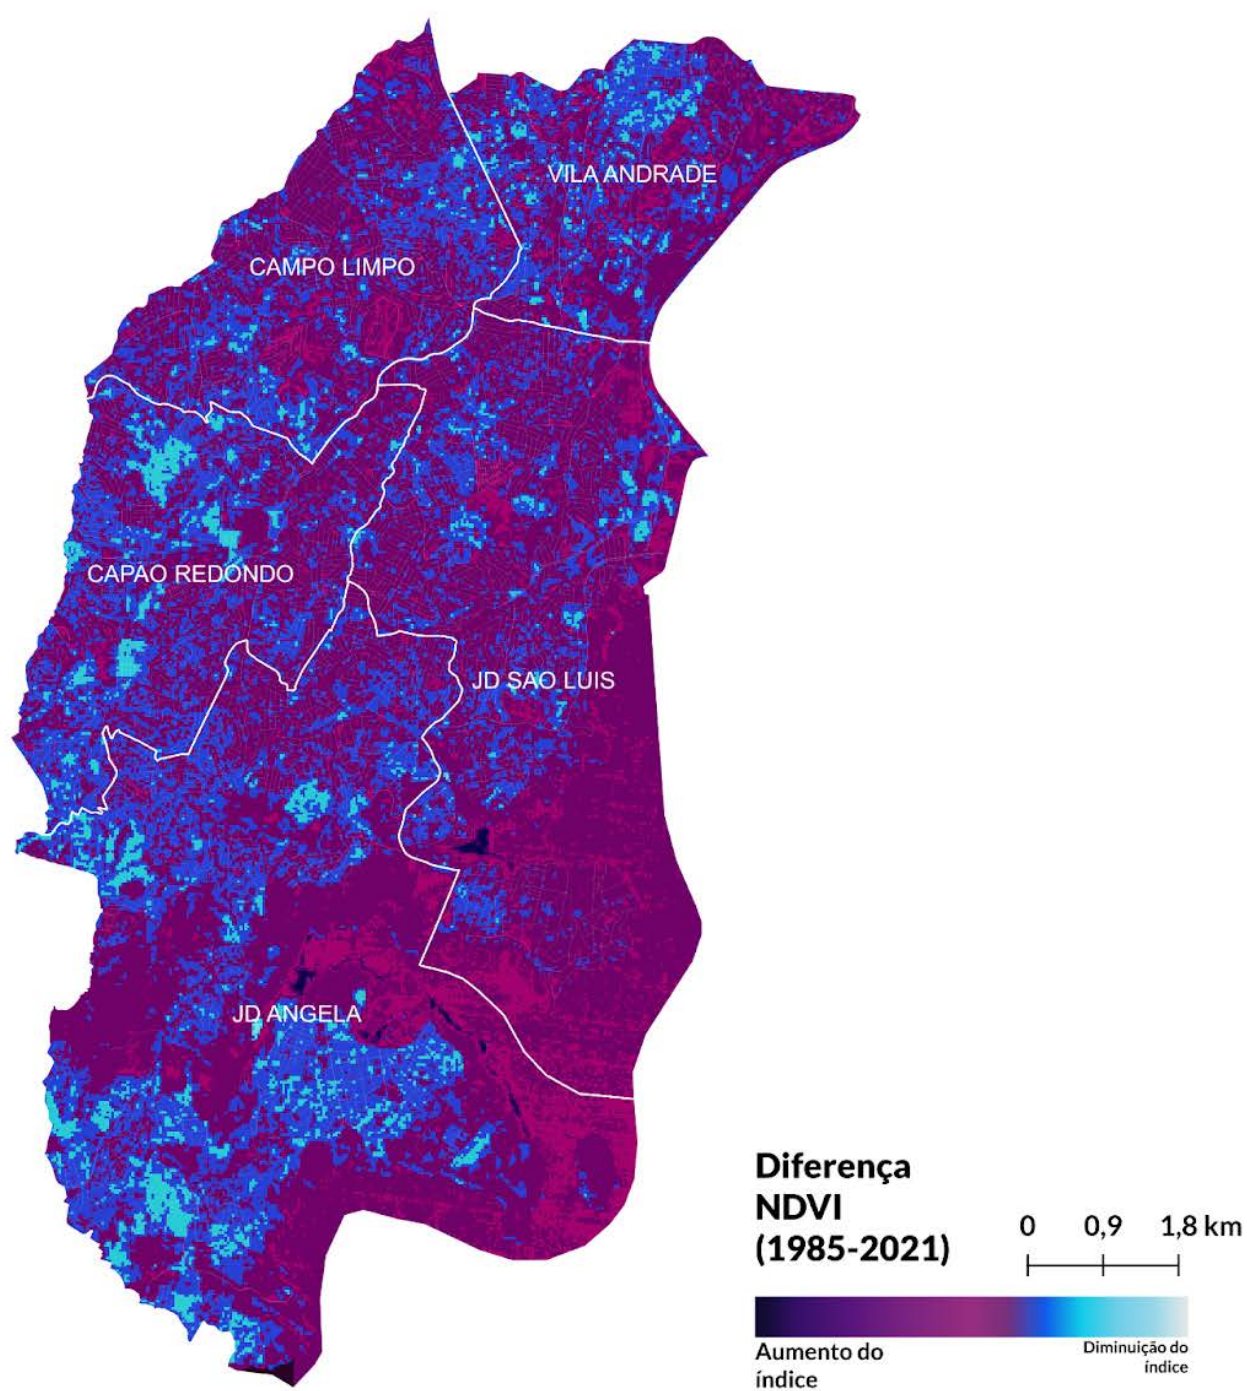 VILA ANDRADE
CAMPO LIMPO
CAPAO REDONDO
JD SAO LUIS
JD ANGELA
Diferença
NDVI
(1985-2021)
0 0,9 1,8 km
Aumento do
índice
Diminuição do
índice